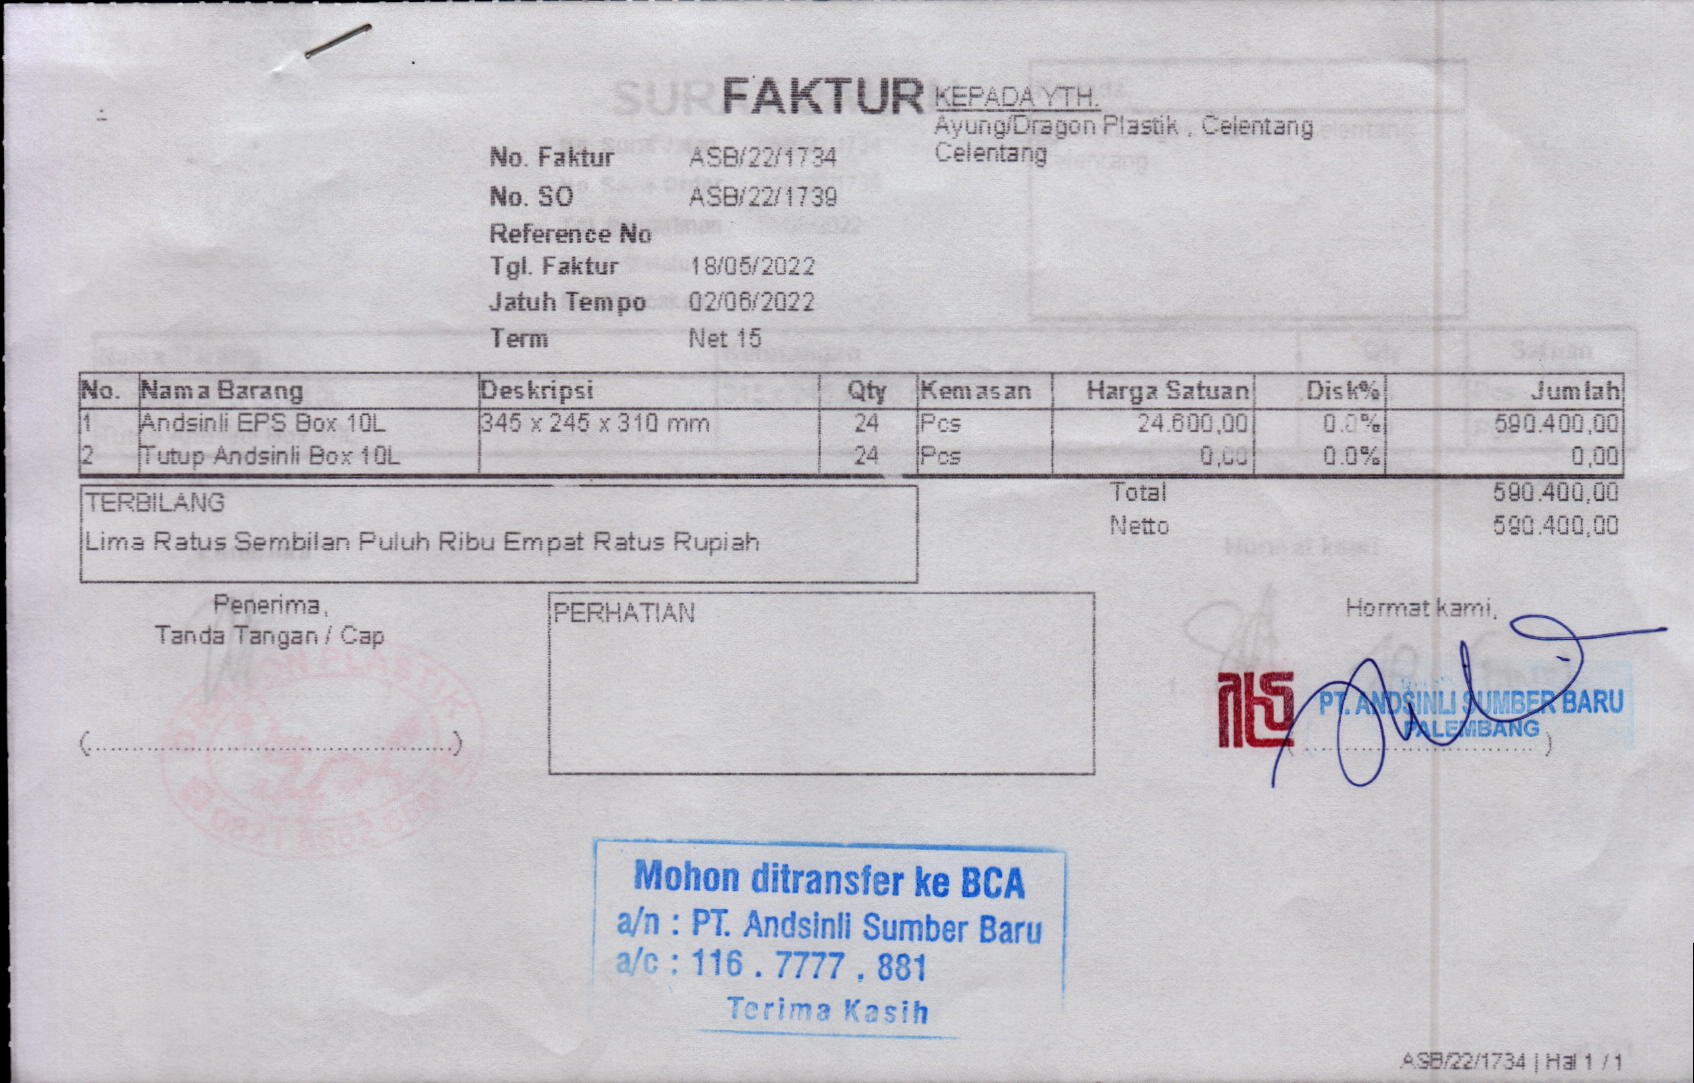 FAKTUR
KEPADA YTH.
Ayung/Dragon Plastik , Celentang
Celentang
No. Faktur ASB/22/1734
No. SO ASB/22/1739
Reference No
Tgl. Faktur 18/05/2022
Jatuh Tempo 02/06/2022
Term Net 15
No. Nama Barang Deskripsi Qty Kemasan Harga Satuan Disk% Jumlah
1 Andsinli EPS Box 10L 345 x 245 x 310 mm 24 Pcs 24.600,00 0.0% 590.400,00
2 Tutup Andsinli Box 10L 24 Pcs 0,00 0.0% 0,00
Total 590.400,00
Netto 590.400,00
TERBILANG
Lima Ratus Sembilan Puluh Ribu Empat Ratus Rupiah
Penerima,
Tanda Tangan / Cap
(........................................................)
PERHATIAN
Hormat kami,
PT. ANDSINLI SUMBER BARU
PALEMBANG
Mohon ditransfer ke BCA
a/n : PT. Andsinli Sumber Baru
a/c : 116 . 7777 . 881
Terima Kasih
ASB/22/1734 | Hal 1 / 1